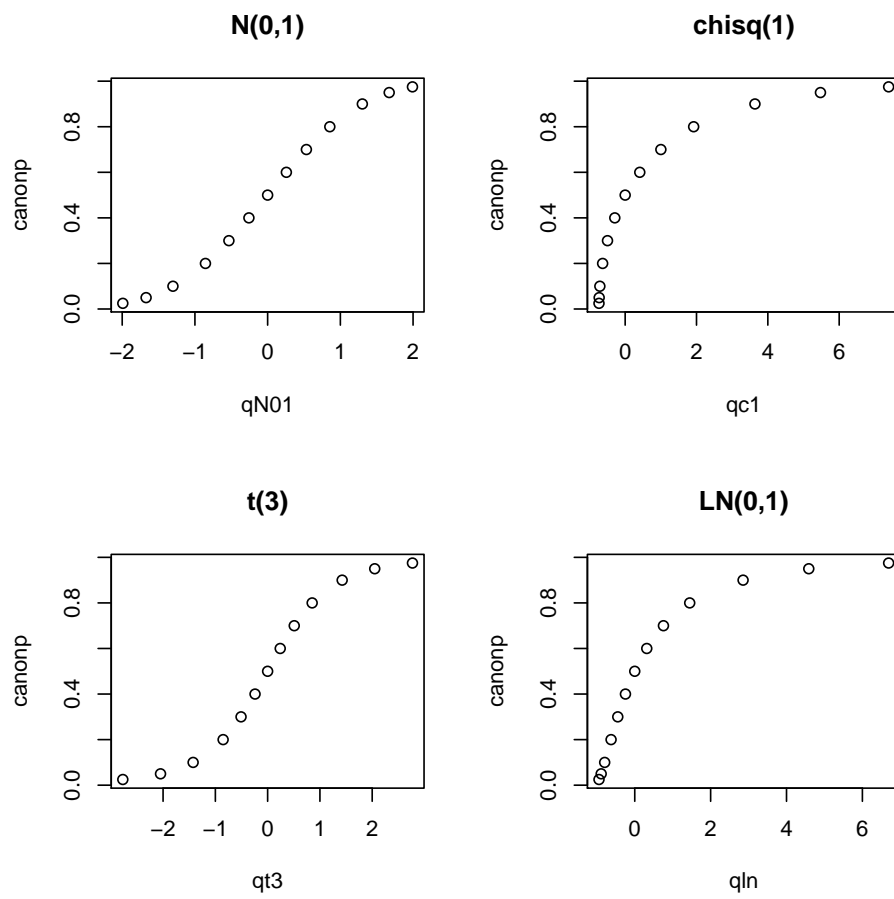 N(0,1)
canonp
0.0 0.4 0.8
−2 −1 0 1 2
qN01
chisq(1)
canonp
0.0 0.4 0.8
0 2 4 6
qc1
t(3)
canonp
0.0 0.4 0.8
−2 −1 0 1 2
qt3
LN(0,1)
canonp
0.0 0.4 0.8
0 2 4 6
qln